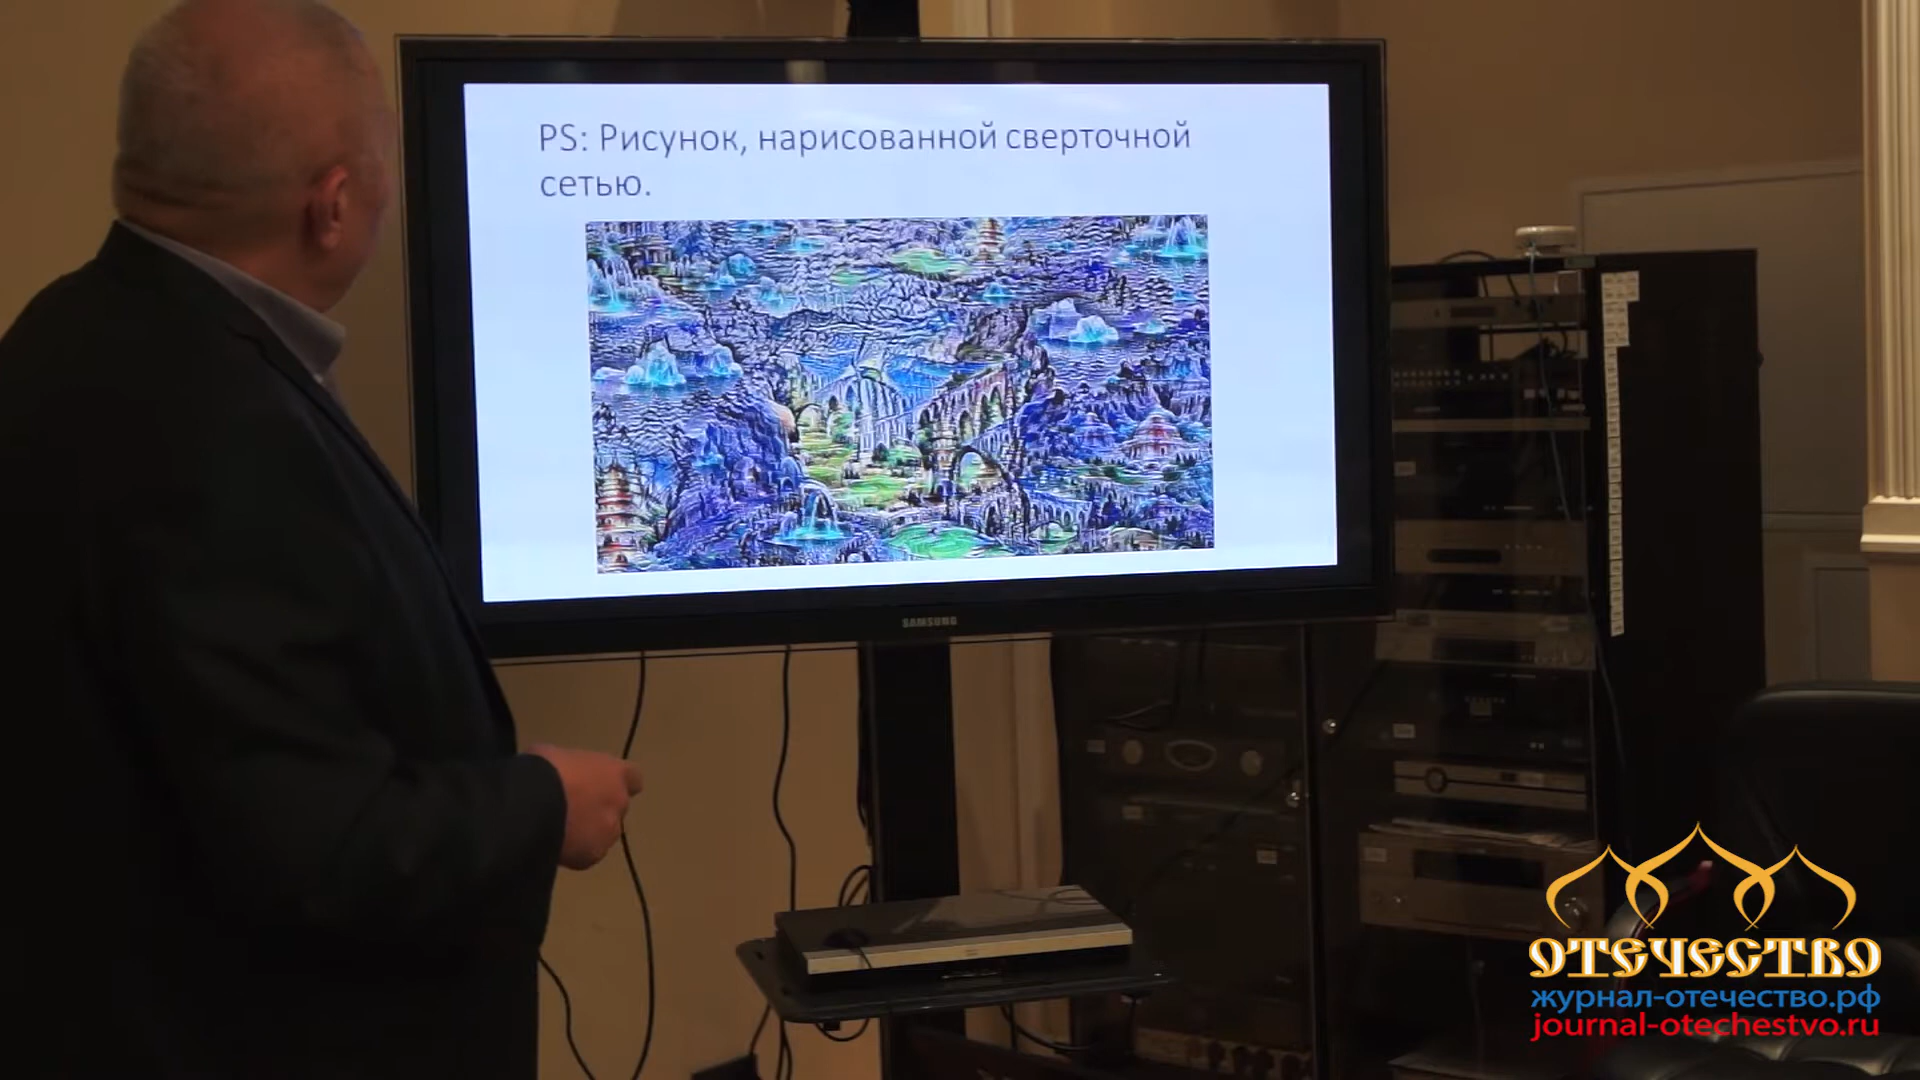 PS: Рисунок, нарисованной сверточной
сетью.
SAMSUNG
ОТЕЧЕСТВО
журнал-отечество.рф
journal-otechestvo.ru